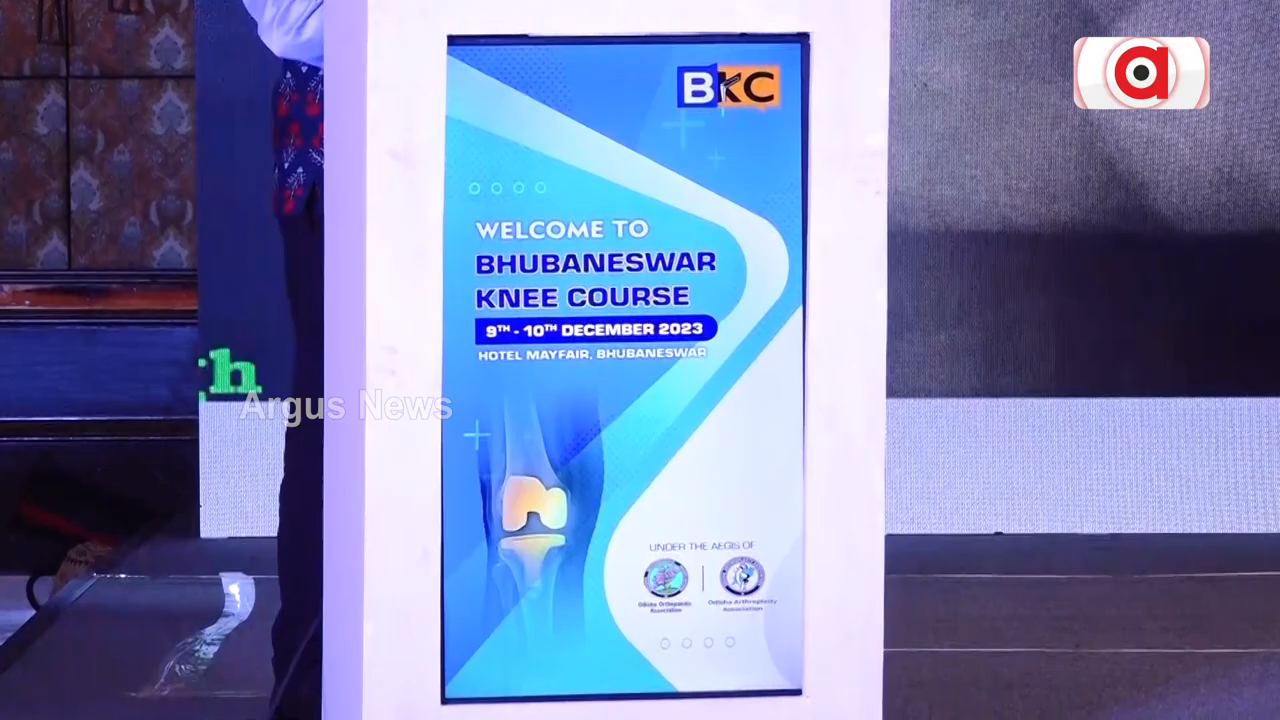 BKC
a
WELCOME TO
BHUBANESWAR
KNEE COURSE
9TH - 10TH DECEMBER 2023
HOTEL MAYFAIR, BHUBANESWAR
Argus News
UNDER THE AEGIS OF
Odisha Orthopaedic
Association
Odisha Arthroplasty
Association